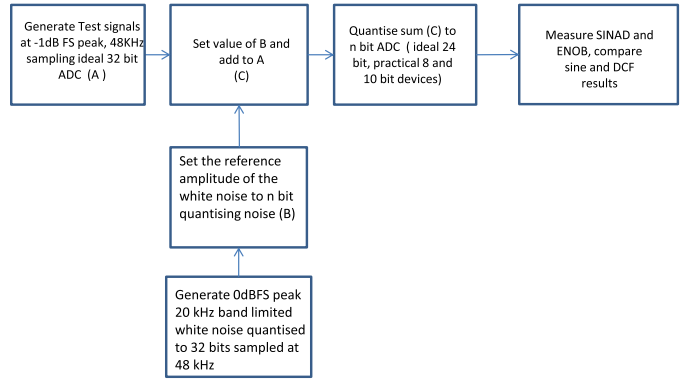 Generate Test signals
at -1dB FS peak, 48KHz
sampling ideal 32 bit
ADC (A )
Set value of B and
add to A
(C)
Quantise sum (C) to
n bit ADC ( ideal 24
bit, practical 8 and
10 bit devices)
Measure SINAD and
ENOB, compare
sine and DCF
results
Set the reference
amplitude of the
white noise to n bit
quantising noise (B)
Generate 0dBFS peak
20 kHz band limited
white noise quantised
to 32 bits sampled at
48 kHz